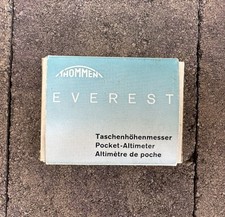 THOMMEN
EVEREST
Taschenhöhenmesser
Pocket-Altimeter
Altimètre de poche